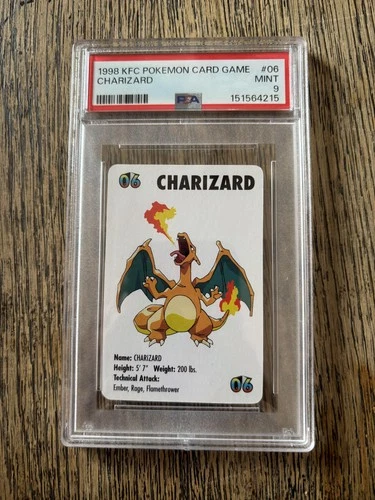 1998 KFC POKEMON CARD GAME #06
CHARIZARD MINT
9
PSA 151564215
06 CHARIZARD
Name: CHARIZARD
Height: 5' 7" Weight: 200 lbs.
Technical Attack:
Ember, Rage, Flamethrower
06